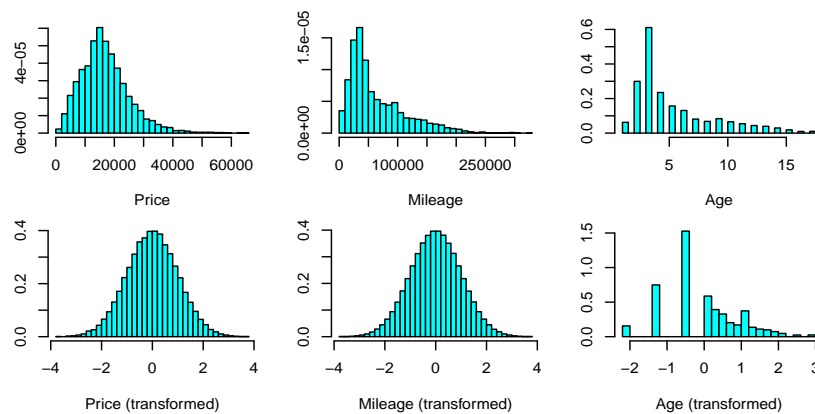 0e+00 4e−05
0 20000 40000 60000
Price
0.0e+00 1.5e−05
0 100000 250000
Mileage
0.0 0.2 0.4 0.6
5 10 15
Age
0.0 0.2 0.4
−4 −2 0 2 4
Price (transformed)
0.0 0.2 0.4
−4 −2 0 2 4
Mileage (transformed)
0.0 0.5 1.0 1.5
−2 −1 0 1 2 3
Age (transformed)